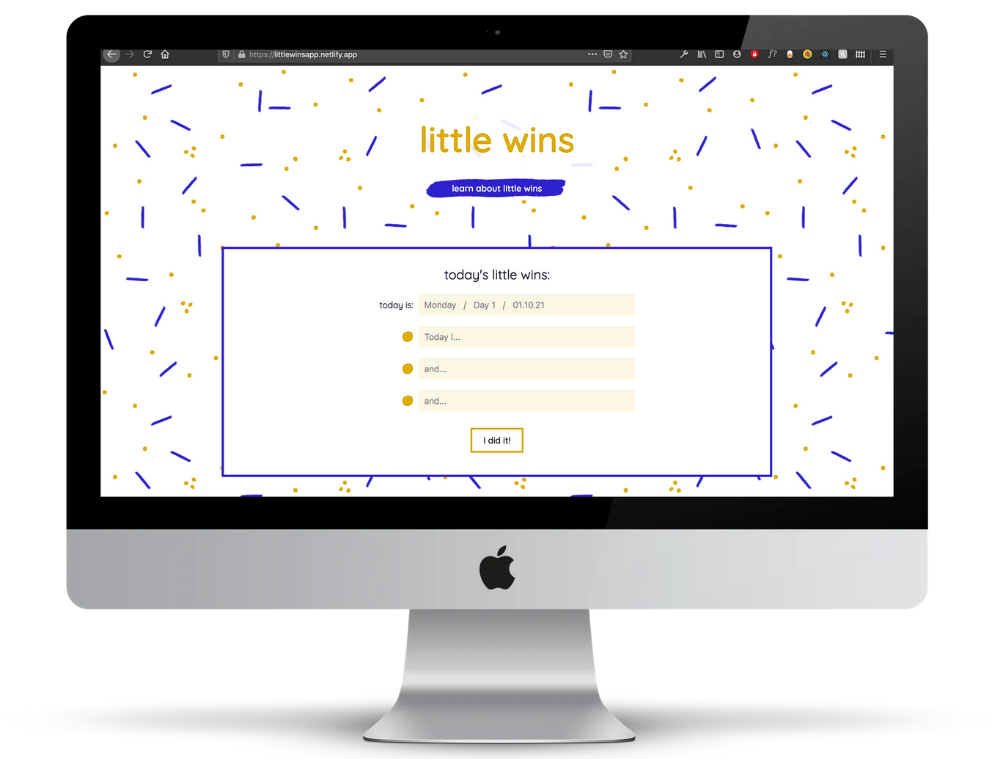 https://littlewinsapp.netlify.app
little wins
learn about little wins
today's little wins:
today is: Monday / Day 1 / 01.10.21
Today I...
and...
and...
I did it!